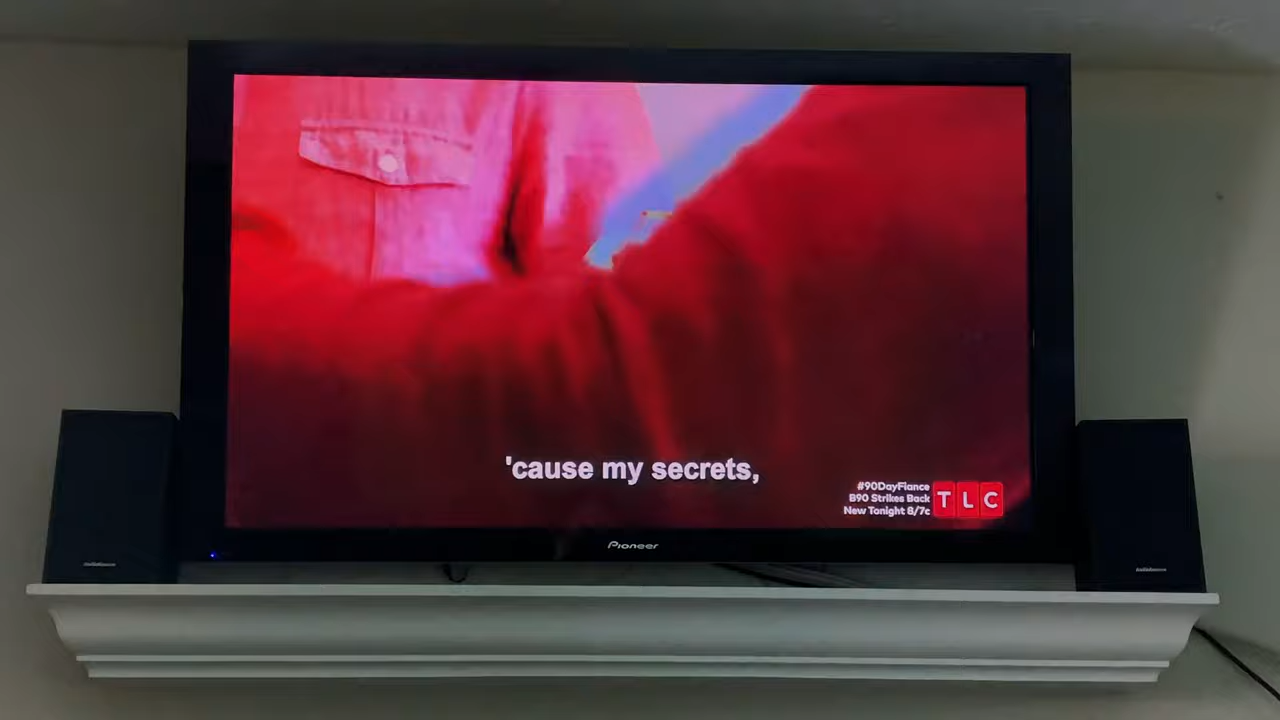 'cause my secrets,
#90DayFiance
B90 Strikes Back
New Tonight 8/7c
TLC
Pioneer